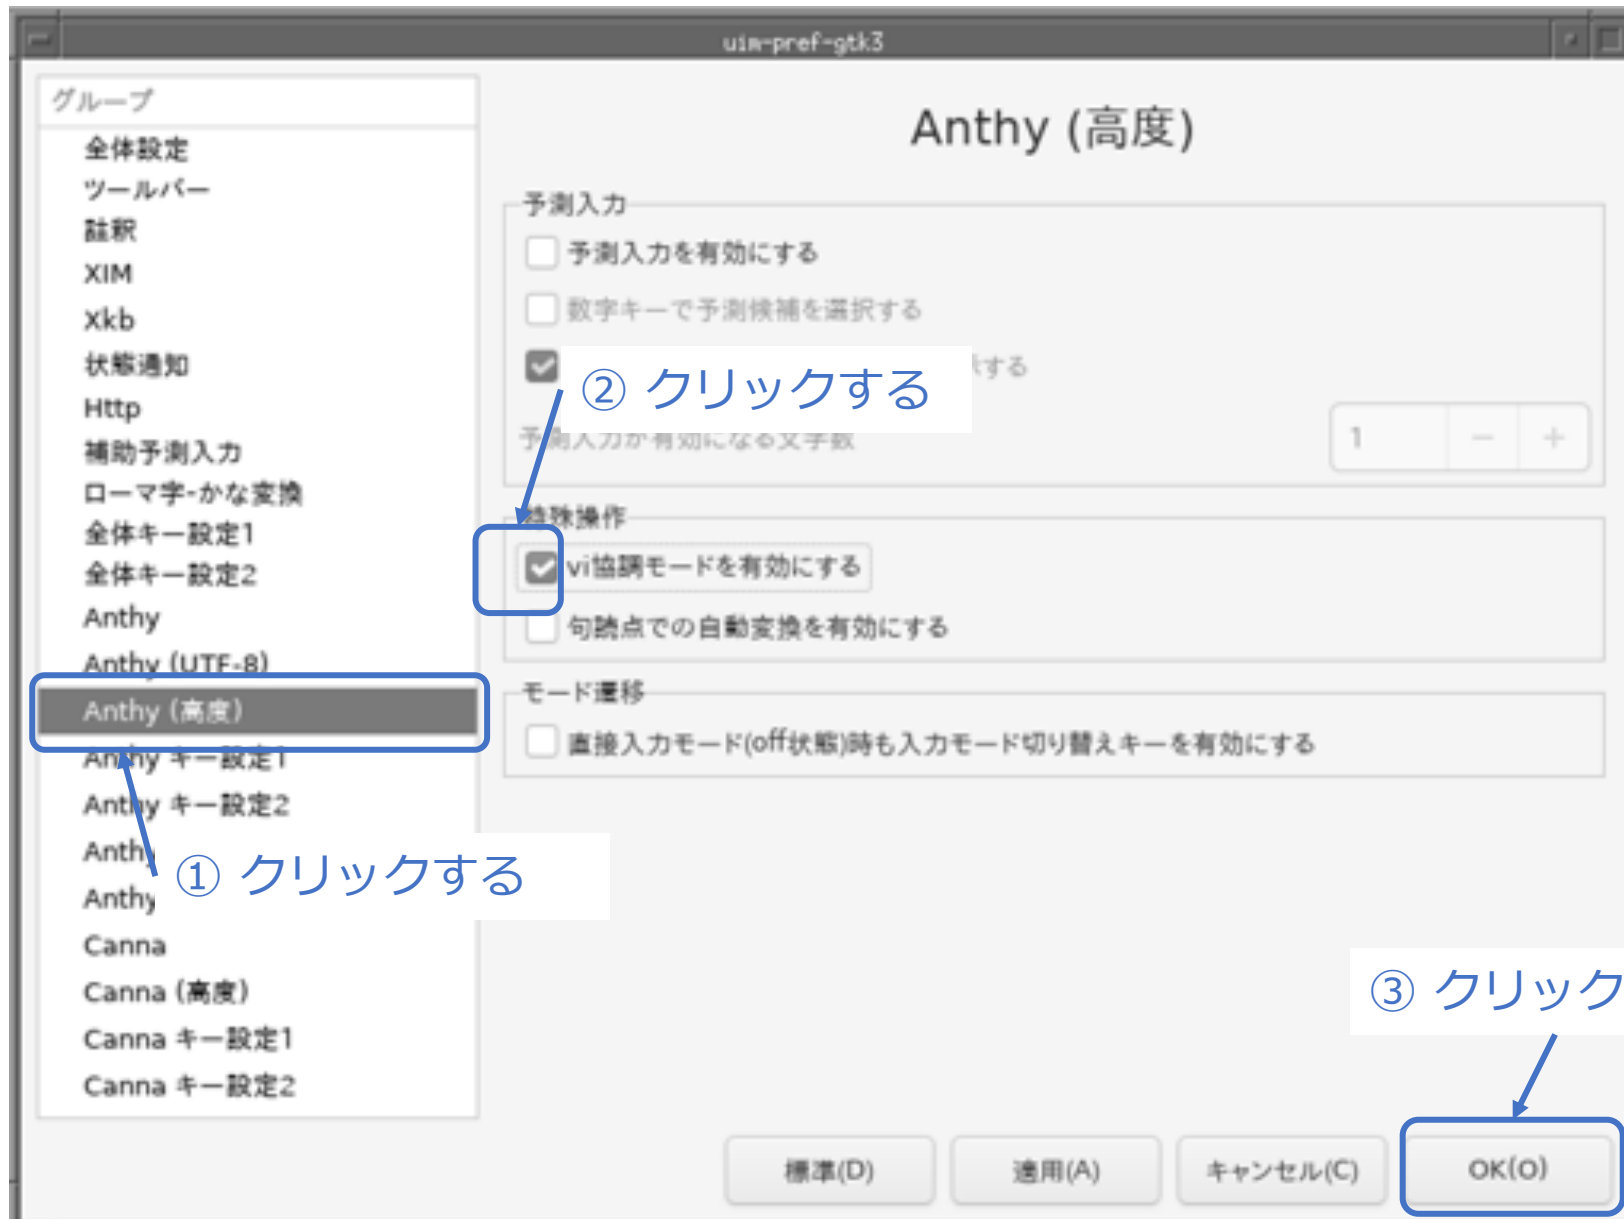 uim-pref-gtk3
グループ
全体設定
ツールバー
註釈
XIM
Xkb
状態通知
Http
補助予測入力
ローマ字-かな変換
全体キー設定1
全体キー設定2
Anthy
Anthy (UTF-8)
Anthy (高度)
Anthy キー設定1
Anthy キー設定2
Anthy
Anthy
Canna
Canna (高度)
Canna キー設定1
Canna キー設定2
① クリックする
Anthy (高度)
予測入力
予測入力を有効にする
数字キーで予測候補を選択する
する
② クリックする
予測入力が有効になる文字数
1 − +
特殊操作
vi協調モードを有効にする
句読点での自動変換を有効にする
モード遷移
直接入力モード(off状態)時も入力モード切り替えキーを有効にする
③ クリック
標準(D) 適用(A) キャンセル(C) OK(O)